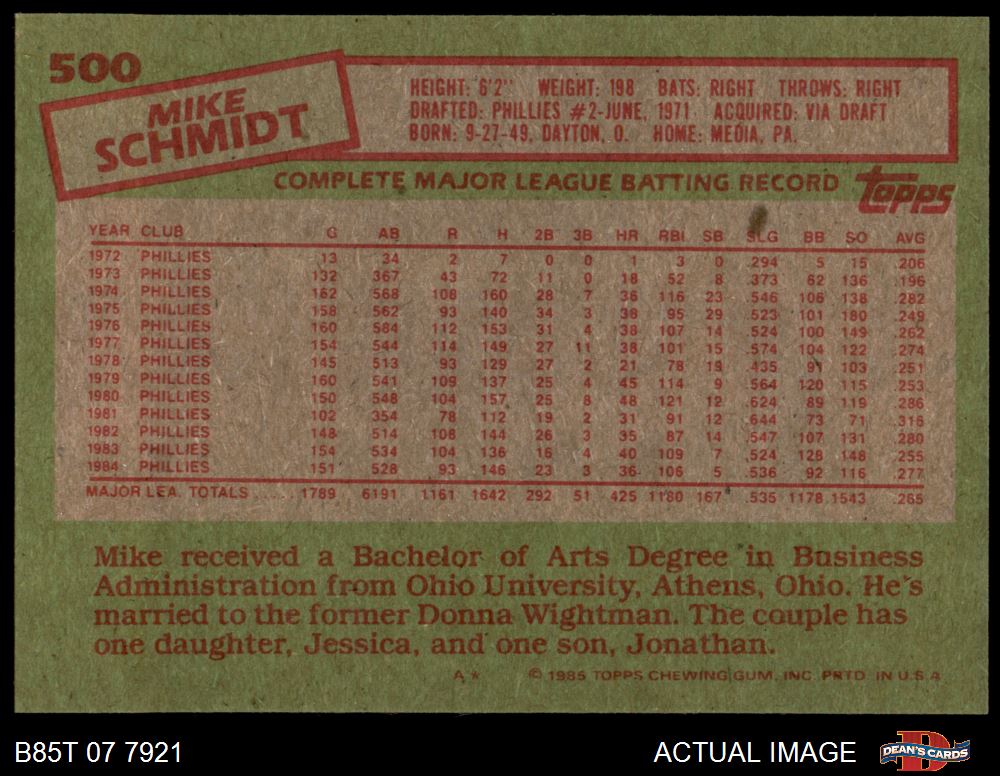 500
MIKE
SCHMIDT
HEIGHT: 6'2" WEIGHT: 198 BATS: RIGHT THROWS: RIGHT
DRAFTED: PHILLIES #2-JUNE, 1971 ACQUIRED: VIA DRAFT
BORN: 9-27-49, DAYTON, O. HOME: MEDIA, PA.
COMPLETE MAJOR LEAGUE BATTING RECORD
Topps
YEAR CLUB G AB R H 2B 3B HR RBI SB SLG BB SO AVG
1972 PHILLIES 13 34 2 7 0 0 1 3 0 .294 5 15 .206
1973 PHILLIES 132 367 43 72 11 0 18 52 8 .373 62 136 .196
1974 PHILLIES 162 568 108 160 28 7 36 116 23 .546 106 138 .282
1975 PHILLIES 158 562 93 140 34 3 38 95 29 .523 101 180 .249
1976 PHILLIES 160 584 112 153 31 4 38 107 14 .524 100 149 .262
1977 PHILLIES 154 544 114 149 27 11 38 101 15 .574 104 122 .274
1978 PHILLIES 145 513 93 129 27 2 21 78 19 .435 91 103 .251
1979 PHILLIES 160 541 109 137 25 4 45 114 9 .564 120 115 .253
1980 PHILLIES 150 548 104 157 25 8 48 121 12 .624 89 119 .286
1981 PHILLIES 102 354 78 112 19 2 31 91 12 .644 73 71 .316
1982 PHILLIES 148 514 108 144 26 3 35 87 14 .547 107 131 .280
1983 PHILLIES 154 534 104 136 16 4 40 109 7 .524 128 148 .255
1984 PHILLIES 151 528 93 146 23 3 36 106 5 .536 92 116 .277
MAJOR LEA. TOTALS ..... 1789 6191 1161 1642 292 51 425 1180 167 .535 1178 1543 .265
Mike received a Bachelor of Arts Degree in Business
Administration from Ohio University, Athens, Ohio. He's
married to the former Donna Wightman. The couple has
one daughter, Jessica, and one son, Jonathan.
A* © 1985 TOPPS CHEWING GUM, INC. PRTD. IN U.S.A.
B85T 07 7921 ACTUAL IMAGE DEAN'S CARDS